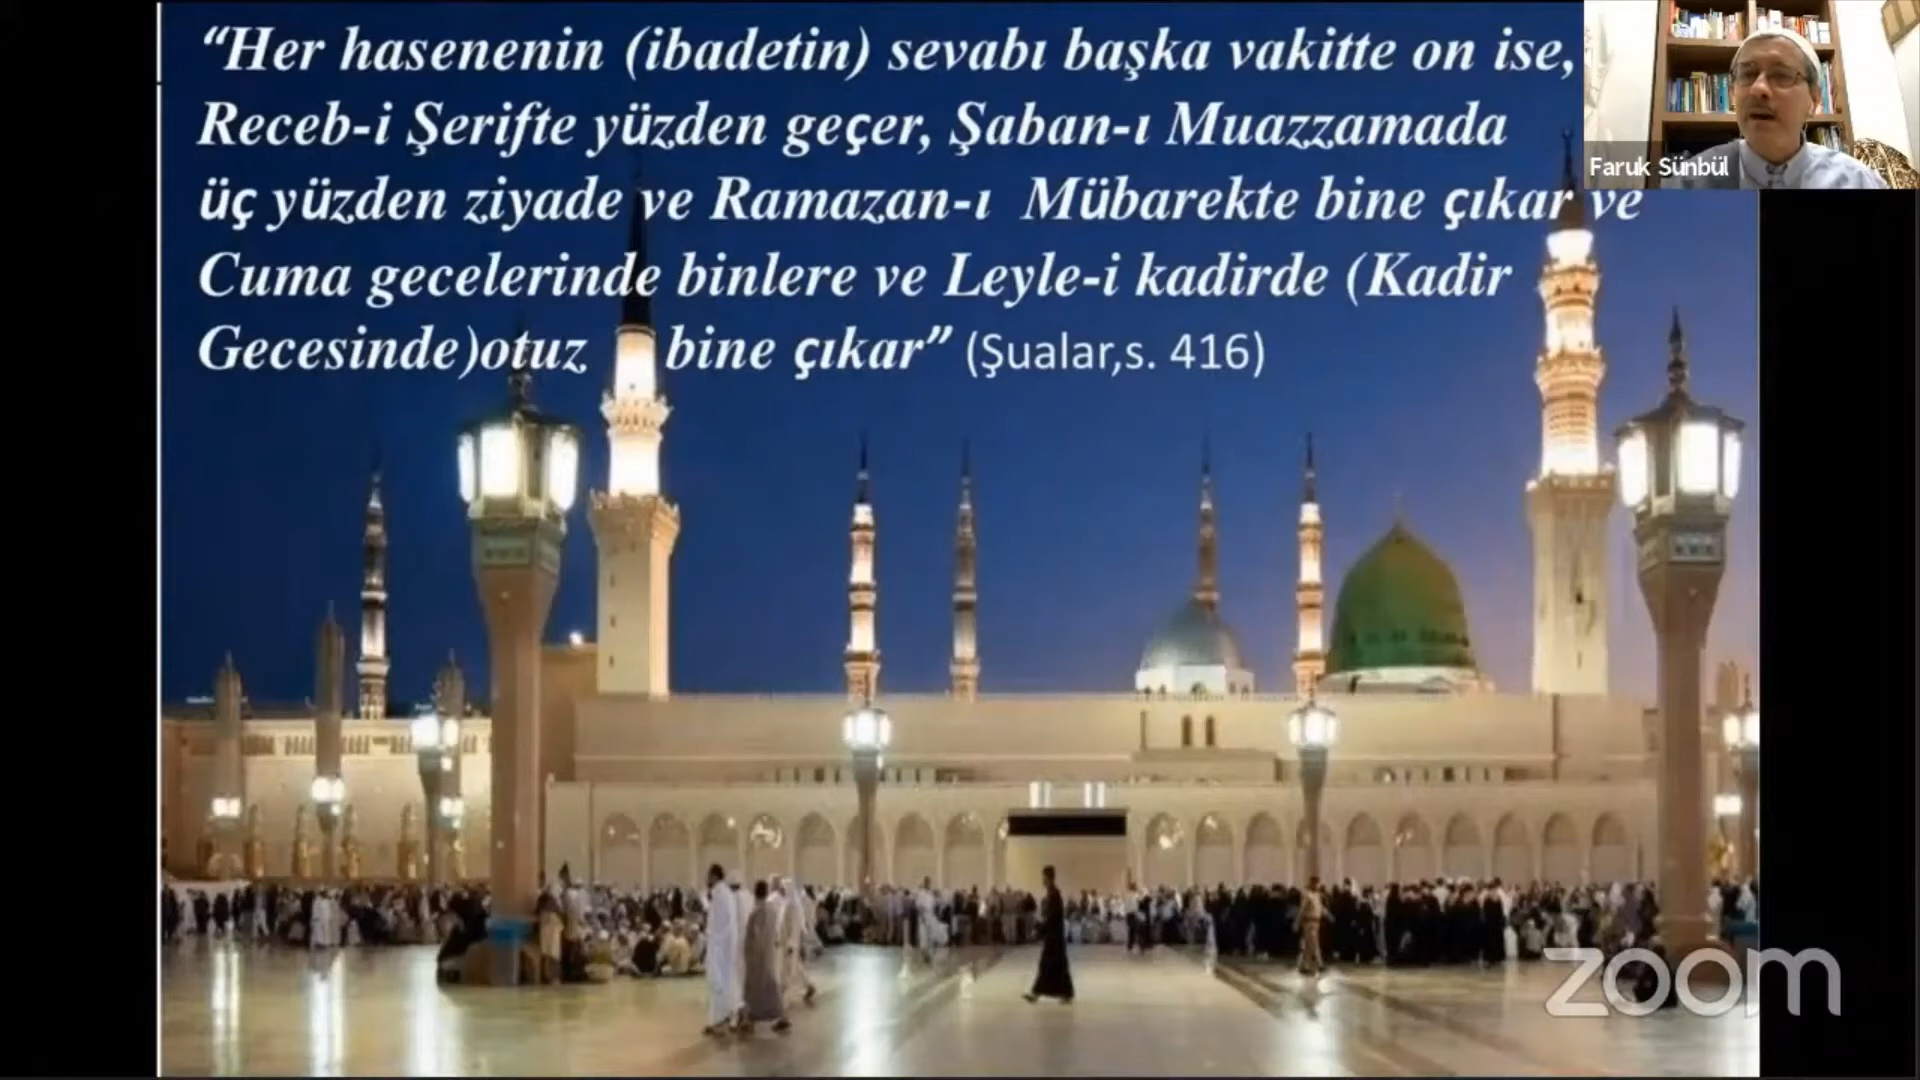 “Her hasenenin (ibadetin) sevabı başka vakitte on ise,
Receb-i Şerifte yüzden geçer, Şaban-ı Muazzamada
üç yüzden ziyade ve Ramazan-ı Mübarekte bine çıkar ve
Cuma gecelerinde binlere ve Leyle-i kadirde (Kadir
Gecesinde)otuz bine çıkar” (Şualar,s. 416)
Faruk Sünbül
zoom